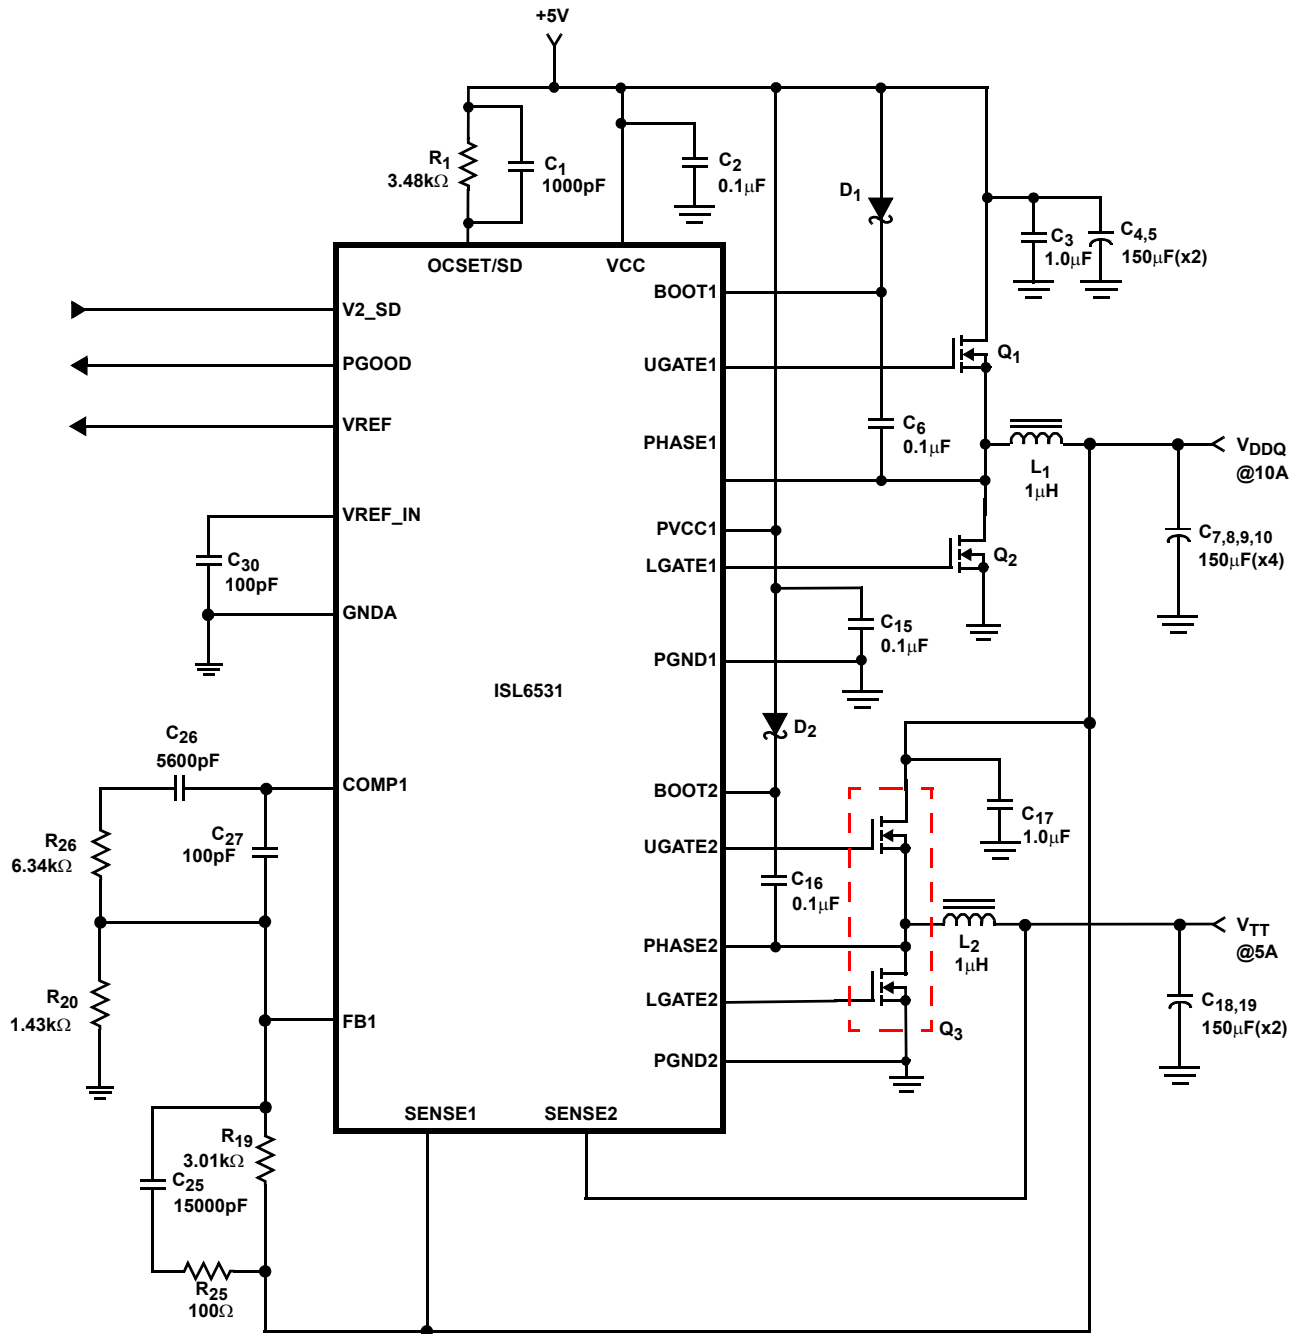 +5V
R1
3.48kΩ
C1
1000pF
C2
0.1μF
D1
C3
1.0μF
C4,5
150μF(x2)
OCSET/SD
VCC
BOOT1
V2_SD
PGOOD
UGATE1
Q1
VREF
C6
0.1μF
PHASE1
L1
1μH
VDDQ
@10A
VREF_IN
PVCC1
C7,8,9,10
150μF(x4)
C30
100pF
LGATE1
Q2
GNDA
C15
0.1μF
PGND1
ISL6531
D2
C26
5600pF
COMP1
BOOT2
C17
1.0μF
R26
6.34kΩ
C27
100pF
UGATE2
C16
0.1μF
PHASE2
L2
1μH
VTT
@5A
R20
1.43kΩ
LGATE2
C18,19
150μF(x2)
FB1
Q3
PGND2
SENSE1
SENSE2
R19
3.01kΩ
C25
15000pF
R25
100Ω